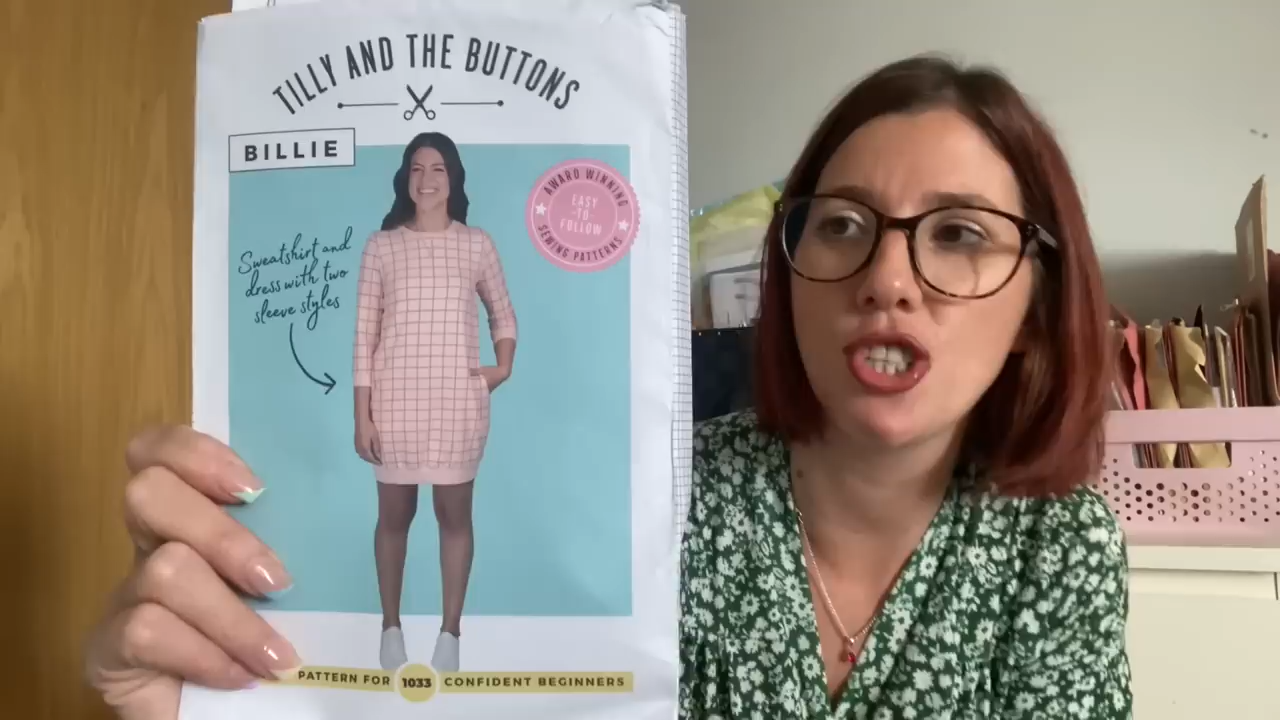 TILLY AND THE BUTTONS
BILLIE
AWARD WINNING
EASY
-TO-
FOLLOW
SEWING PATTERNS
Sweatshirt and
dress with two
sleeve styles
PATTERN FOR 1033 CONFIDENT BEGINNERS